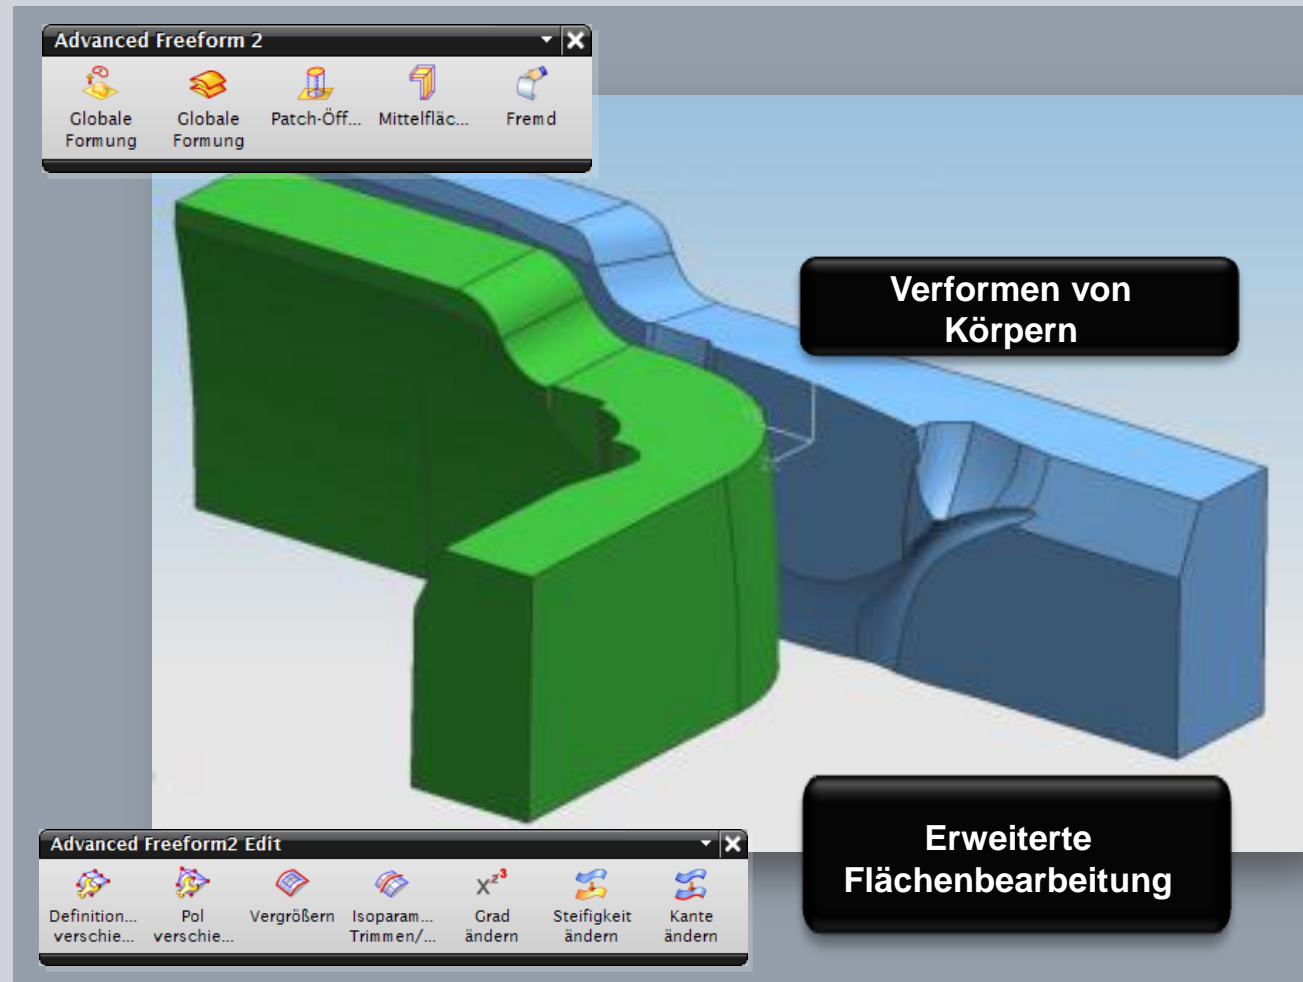 Advanced Freeform 2
Globale
Formung
Globale
Formung
Patch-Öff...
Mittelfläc...
Fremd
Verformen von
Körpern
Erweiterte
Flächenbearbeitung
Advanced Freeform2 Edit
Definition...
verschie...
Pol
verschie...
Vergrößern
Isoparam...
Trimmen/...
x²³
Grad
ändern
Steifigkeit
ändern
Kante
ändern